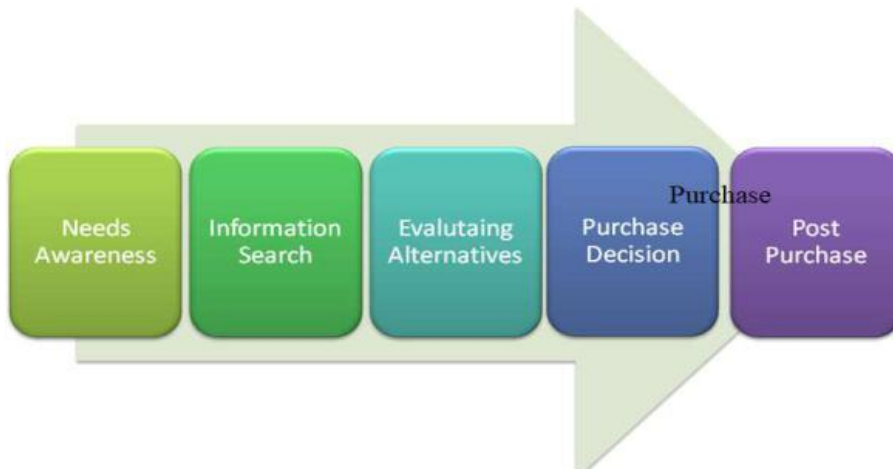 Needs
Awareness
Information
Search
Evalutaing
Alternatives
Purchase
Decision
Purchase
Post
Purchase